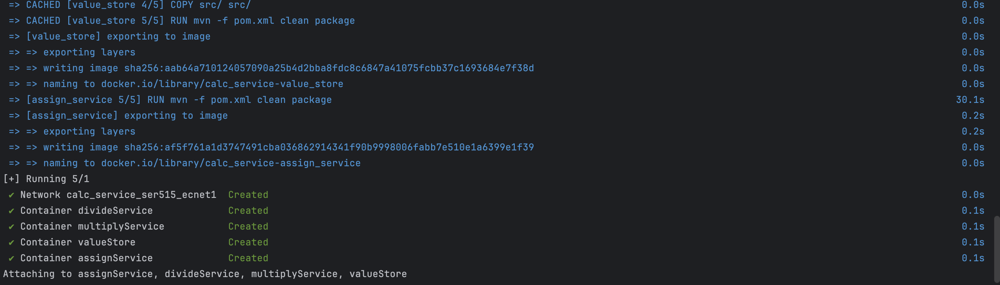 => CACHED [value_store 4/5] COPY src/ src/ 0.0s
=> CACHED [value_store 5/5] RUN mvn -f pom.xml clean package 0.0s
=> [value_store] exporting to image 0.0s
=> => exporting layers 0.0s
=> => writing image sha256:aab64a710124057090a25b4d2bba8fdc8c6847a41075fcbb37c1693684e7f38d 0.0s
=> => naming to docker.io/library/calc_service-value_store 0.0s
=> [assign_service 5/5] RUN mvn -f pom.xml clean package 30.1s
=> [assign_service] exporting to image 0.2s
=> => exporting layers 0.2s
=> => writing image sha256:af5f761a1d3747491cba036862914341f90b9998006fabb7e510e1a6399e1f39 0.0s
=> => naming to docker.io/library/calc_service-assign_service 0.0s
[+] Running 5/1
✔ Network calc_service_ser515_ecnet1 Created 0.0s
✔ Container divideService Created 0.1s
✔ Container multiplyService Created 0.1s
✔ Container valueStore Created 0.1s
✔ Container assignService Created 0.1s
Attaching to assignService, divideService, multiplyService, valueStore